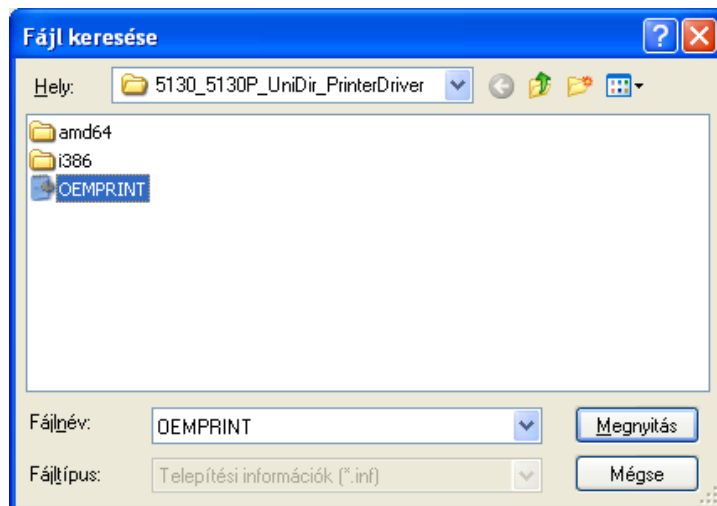 Fájl keresése
Hely: 5130_5130P_UniDir_PrinterDriver
amd64
i386
OEMPRINT
Fájlnév: OEMPRINT Megnyitás
Fájltípus: Telepítési információk (*.inf) Mégse